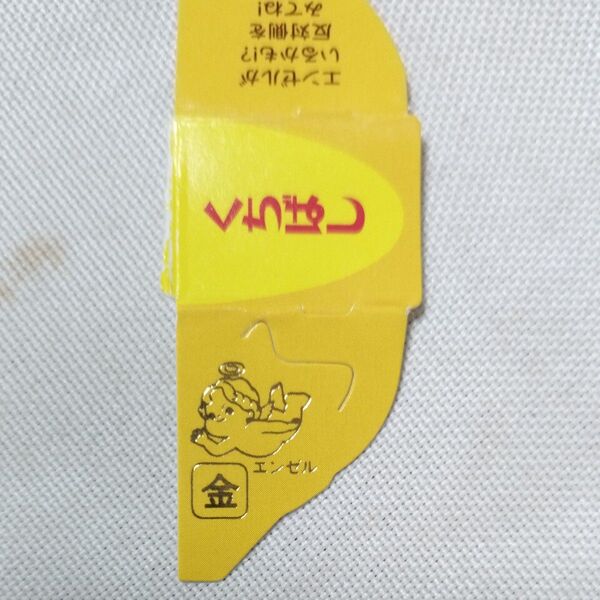 エンゼルが
いるかも!?
反対側を
みてね!
くちばし
エンゼル
金